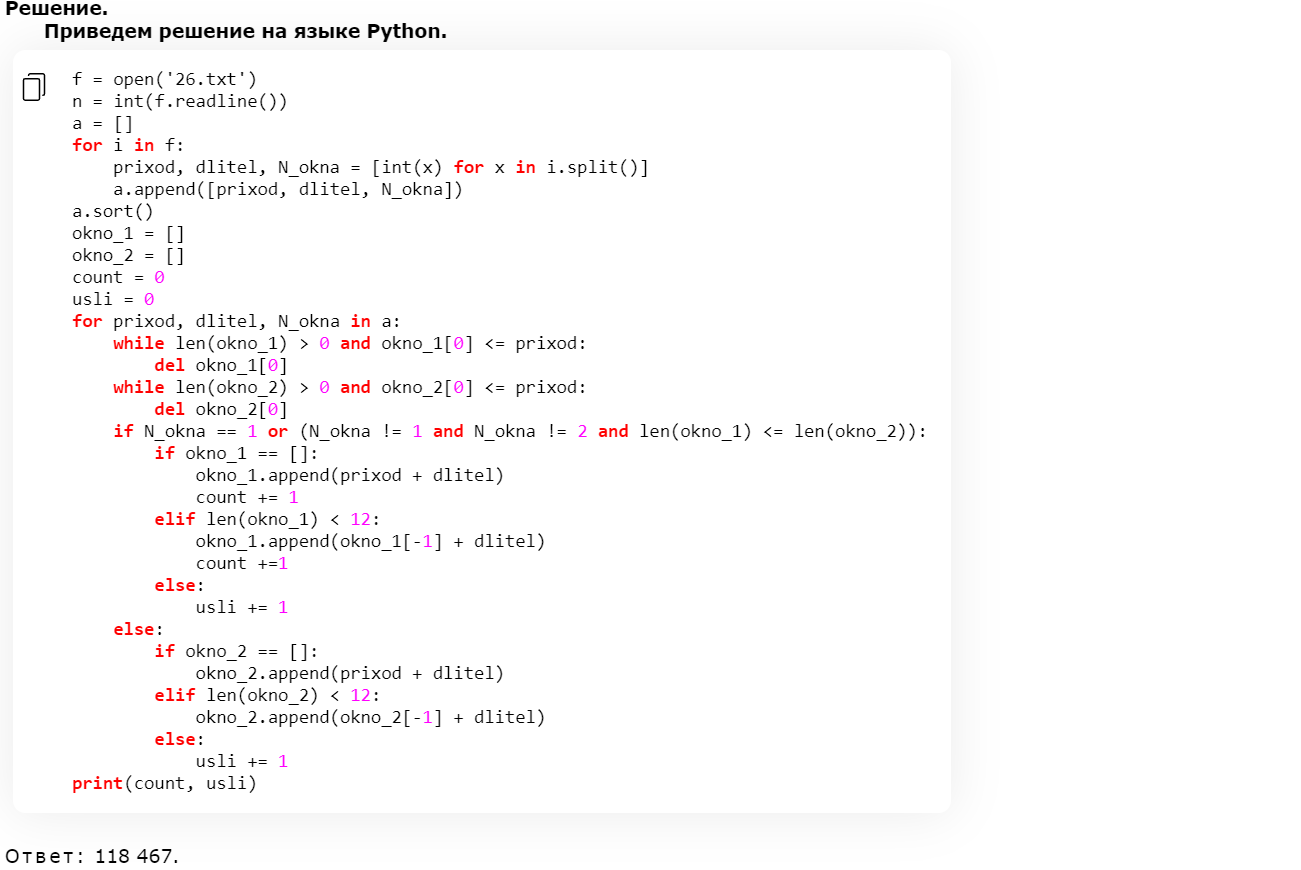 Решение.
Приведем решение на языке Python.
f = open('26.txt')
n = int(f.readline())
a = []
for i in f:
    prixod, dlitel, N_okna = [int(x) for x in i.split()]
    a.append([prixod, dlitel, N_okna])
a.sort()
okno_1 = []
okno_2 = []
count = 0
usli = 0
for prixod, dlitel, N_okna in a:
    while len(okno_1) > 0 and okno_1[0] <= prixod:
        del okno_1[0]
    while len(okno_2) > 0 and okno_2[0] <= prixod:
        del okno_2[0]
    if N_okna == 1 or (N_okna != 1 and N_okna != 2 and len(okno_1) <= len(okno_2)):
        if okno_1 == []:
            okno_1.append(prixod + dlitel)
            count += 1
        elif len(okno_1) < 12:
            okno_1.append(okno_1[-1] + dlitel)
            count +=1
        else:
            usli += 1
    else:
        if okno_2 == []:
            okno_2.append(prixod + dlitel)
        elif len(okno_2) < 12:
            okno_2.append(okno_2[-1] + dlitel)
        else:
            usli += 1
print(count, usli)
Ответ: 118 467.